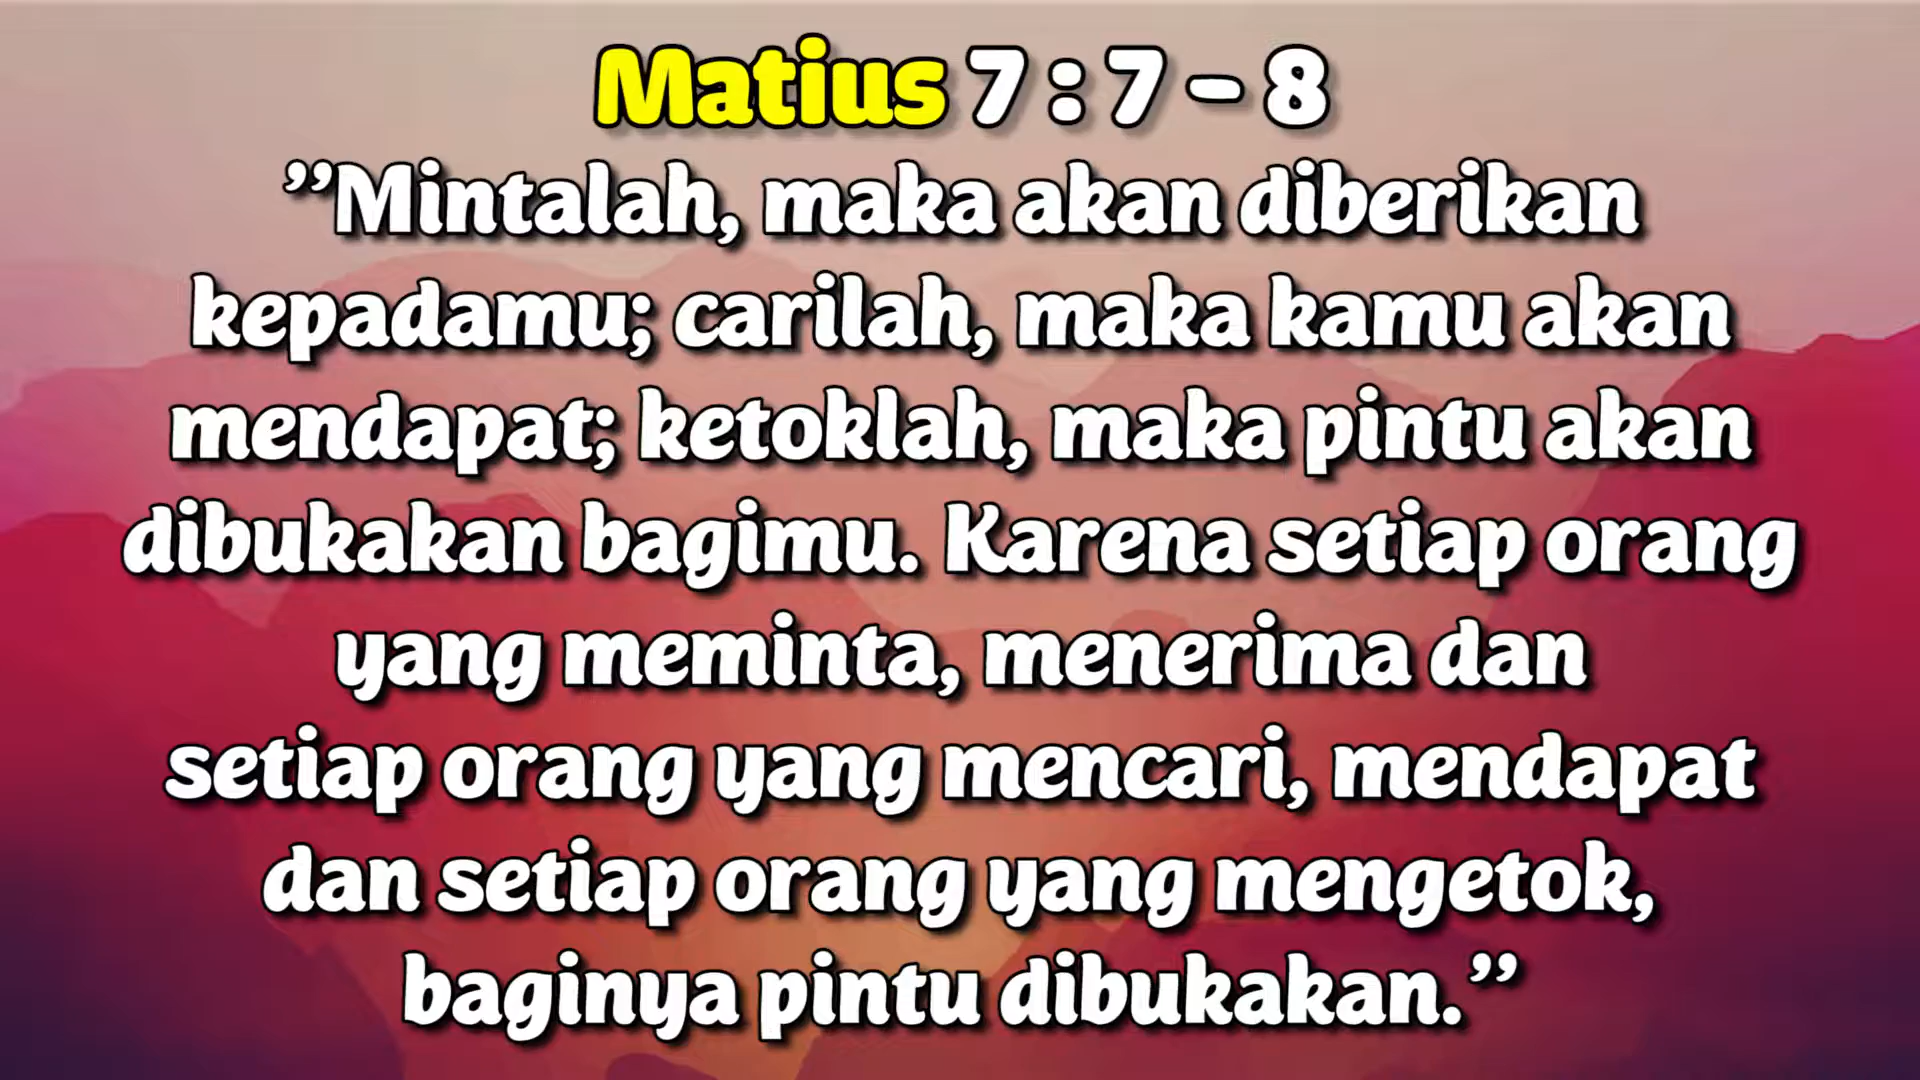 Matius 7 : 7 – 8
”Mintalah, maka akan diberikan
kepadamu; carilah, maka kamu akan
mendapat; ketoklah, maka pintu akan
dibukakan bagimu. Karena setiap orang
yang meminta, menerima dan
setiap orang yang mencari, mendapat
dan setiap orang yang mengetok,
baginya pintu dibukakan.”